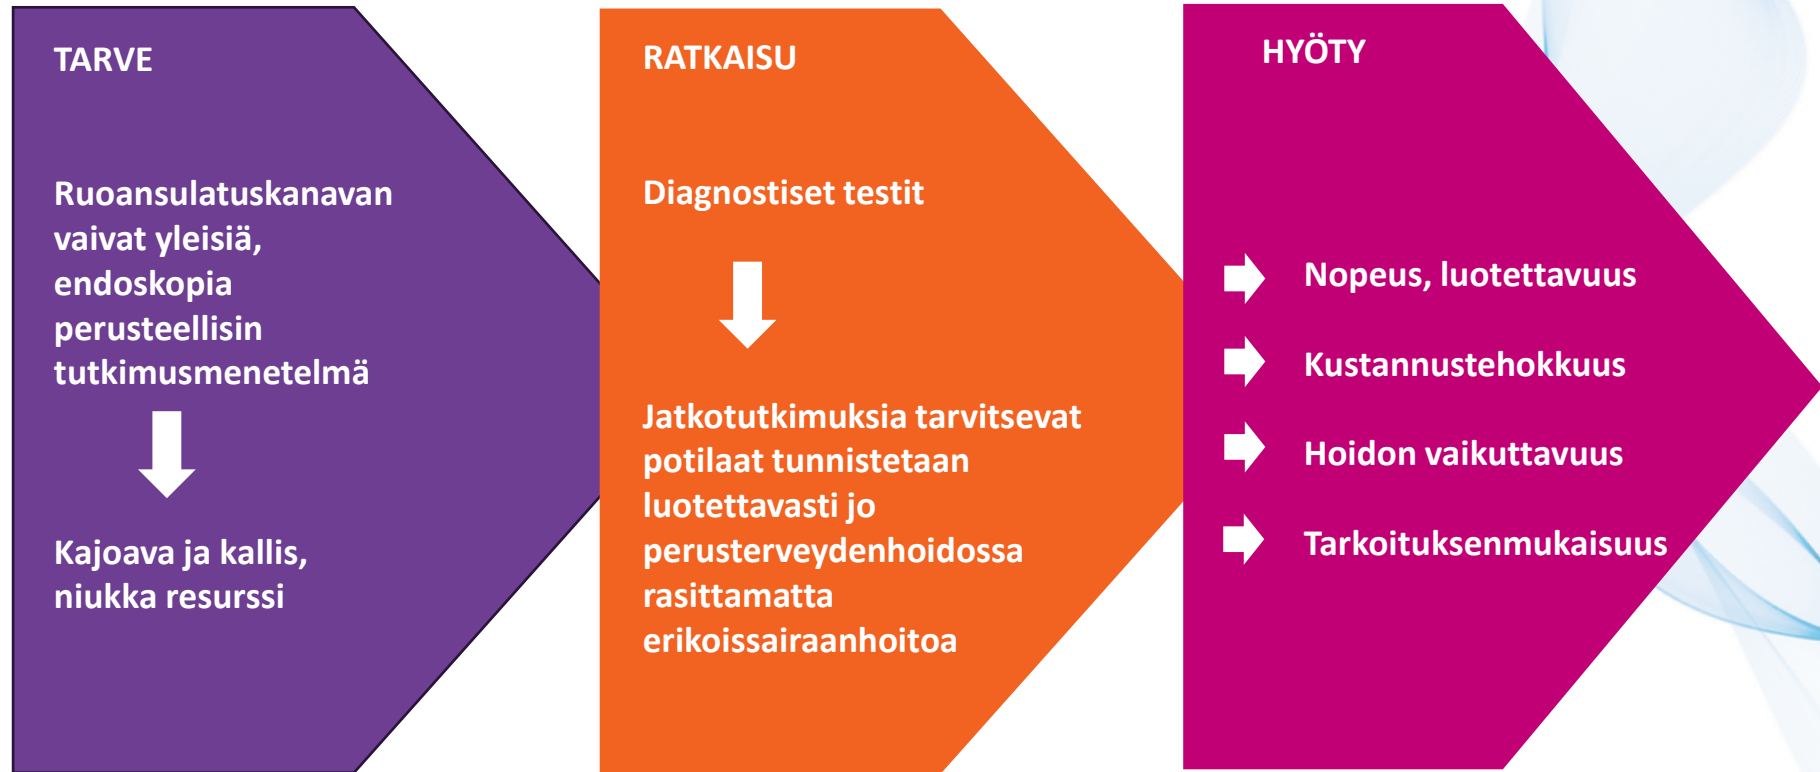 TARVE
Ruoansulatuskanavan
vaivat yleisiä,
endoskopia
perusteellisin
tutkimusmenetelmä
Kajoava ja kallis,
niukka resurssi
RATKAISU
Diagnostiset testit
Jatkotutkimuksia tarvitsevat
potilaat tunnistetaan
luotettavasti jo
perusterveydenhoidossa
rasittamatta
erikoissairaanhoitoa
HYÖTY
Nopeus, luotettavuus
Kustannustehokkuus
Hoidon vaikuttavuus
Tarkoituksenmukaisuus